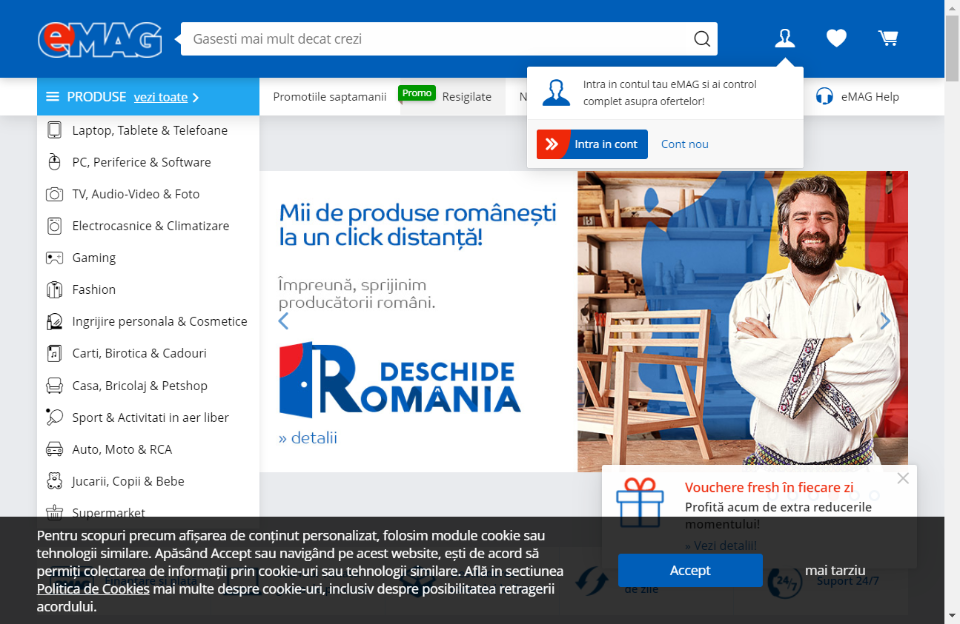 eMAG
Gasesti mai mult decat crezi
PRODUSE vezi toate
Promotiile saptamanii
Promo
Resigilate
N
eMAG Help
Intra in contul tau eMAG si ai control
complet asupra ofertelor!
Intra in cont
Cont nou
Laptop, Tablete & Telefoane
PC, Periferice & Software
TV, Audio-Video & Foto
Electrocasnice & Climatizare
Gaming
Fashion
Ingrijire personala & Cosmetice
Carti, Birotica & Cadouri
Casa, Bricolaj & Petshop
Sport & Activitati in aer liber
Auto, Moto & RCA
Jucarii, Copii & Bebe
Supermarket
Mii de produse românești
la un click distanță!
Împreună, sprijinim
producătorii români.
DESCHIDE
ROMÂNIA
» detalii
Vouchere fresh în fiecare zi
Profită acum de extra reducerile
momentului!
» Vezi detalii!
Pentru scopuri precum afișarea de conținut personalizat, folosim module cookie sau
tehnologii similare. Apăsând Accept sau navigând pe acest website, ești de acord să
permiți colectarea de informații prin cookie-uri sau tehnologii similare. Află in sectiunea
Politica de Cookies mai multe despre cookie-uri, inclusiv despre posibilitatea retragerii
acordului.
Accept
mai tarziu
de zile
24/7
Suport 24/7